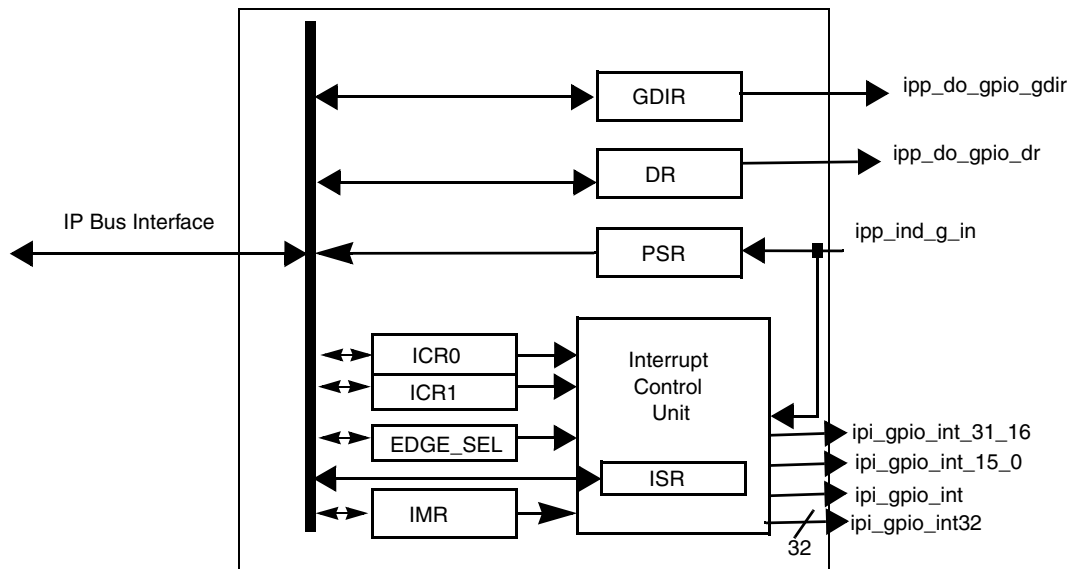 GDIR
ipp_do_gpio_gdir
DR
ipp_do_gpio_dr
IP Bus Interface
PSR
ipp_ind_g_in
ICR0
ICR1
EDGE_SEL
IMR
Interrupt
Control
Unit
ISR
ipi_gpio_int_31_16
ipi_gpio_int_15_0
ipi_gpio_int
ipi_gpio_int32
32